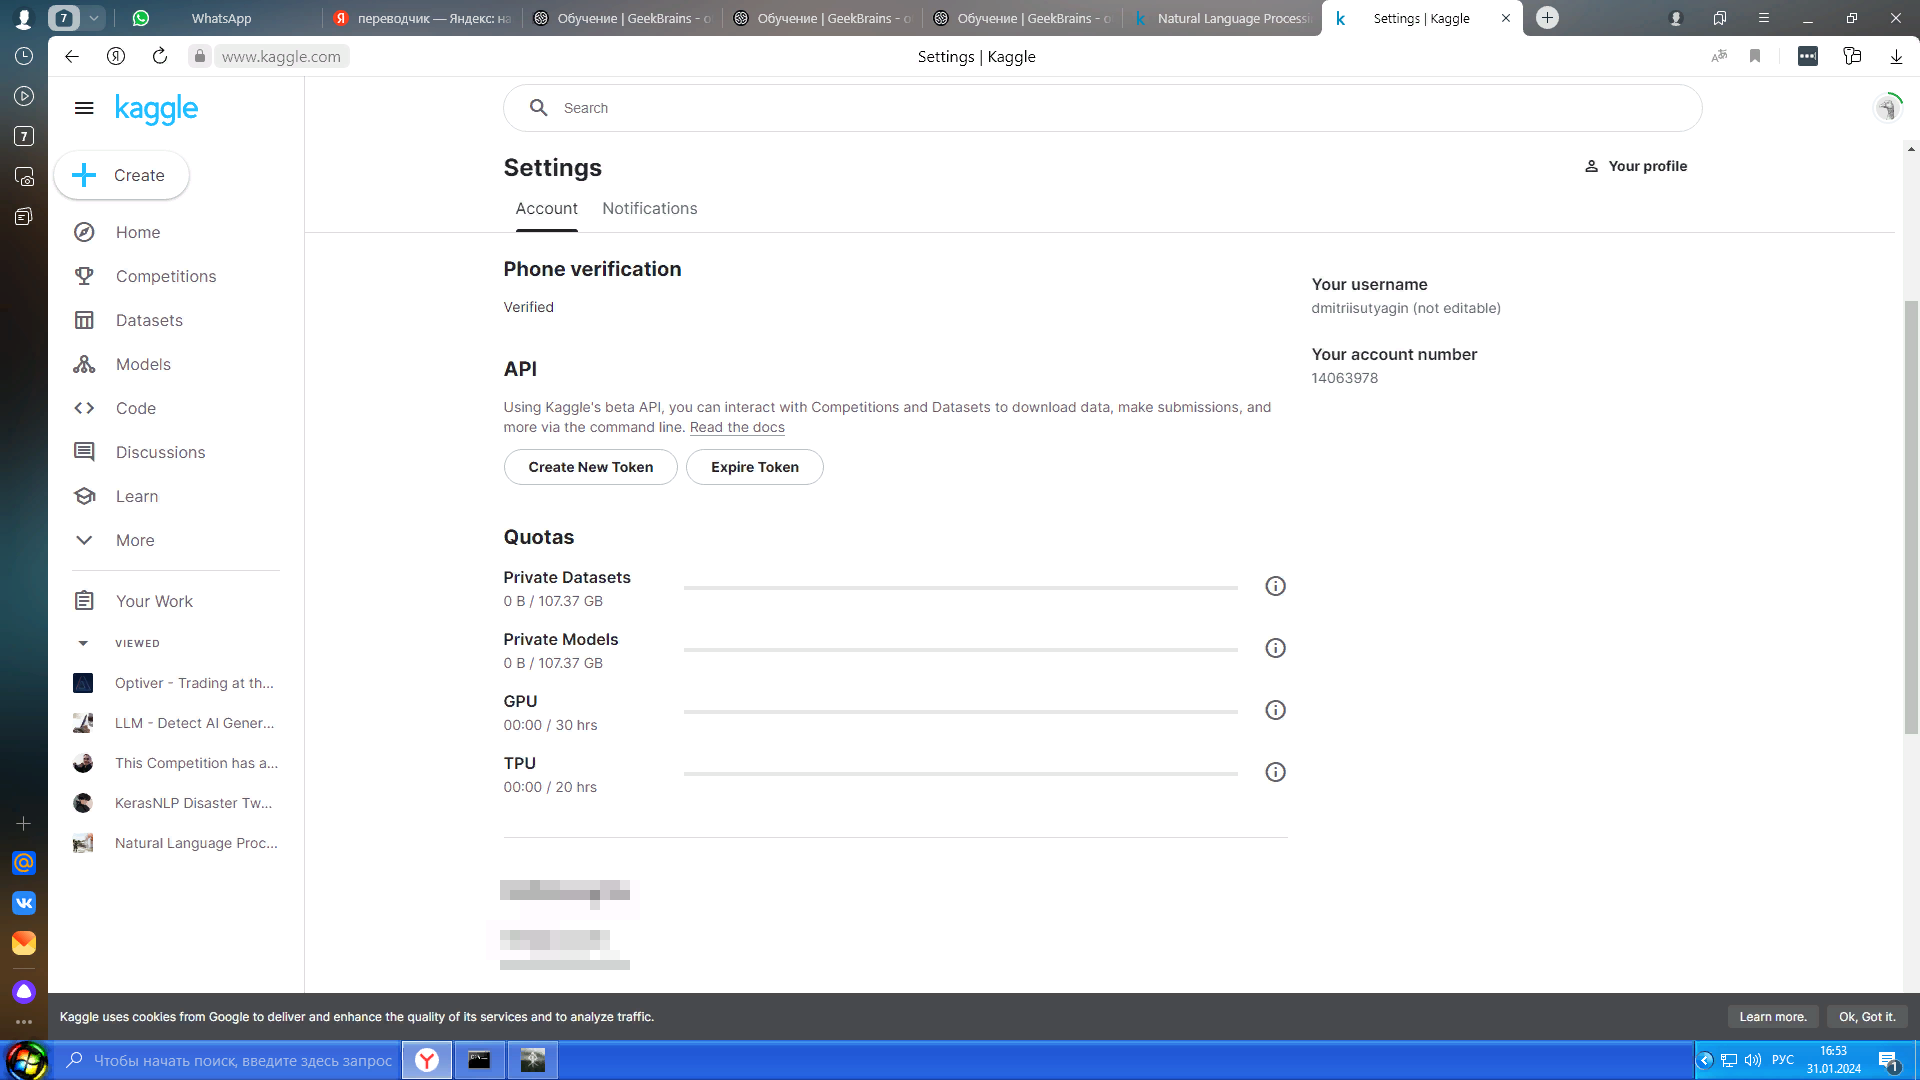 7
WhatsApp
переводчик — Яндекс: на
Обучение | GeekBrains - о
Обучение | GeekBrains - о
Обучение | GeekBrains - о
Natural Language Processi
Settings | Kaggle
www.kaggle.com
Settings | Kaggle
7
kaggle
Search
Create
Settings
Your profile
Account
Notifications
Home
Competitions
Datasets
Models
Code
Discussions
Learn
More
Your Work
VIEWED
Optiver - Trading at th...
LLM - Detect AI Gener...
This Competition has a...
KerasNLP Disaster Tw...
Natural Language Proc...
Phone verification
Verified
API
Using Kaggle's beta API, you can interact with Competitions and Datasets to download data, make submissions, and
more via the command line. Read the docs
Create New Token
Expire Token
Quotas
Private Datasets
0 B / 107.37 GB
Private Models
0 B / 107.37 GB
GPU
00:00 / 30 hrs
TPU
00:00 / 20 hrs
Your username
dmitriisutyagin (not editable)
Your account number
14063978
Kaggle uses cookies from Google to deliver and enhance the quality of its services and to analyze traffic.
Learn more.
Ok, Got it.
Чтобы начать поиск, введите здесь запрос
РУС
16:53
31.01.2024
1